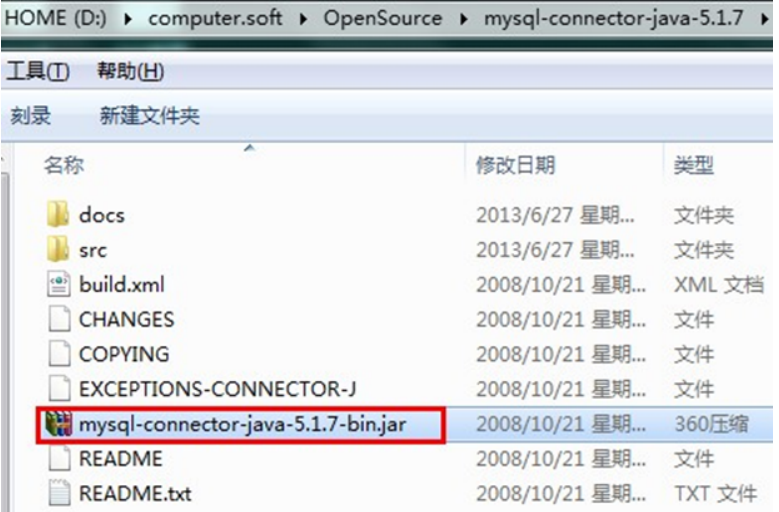 HOME (D:) ▸ computer.soft ▸ OpenSource ▸ mysql-connector-java-5.1.7 ▸
工具(T) 帮助(H)
刻录 新建文件夹
名称 修改日期 类型
docs 2013/6/27 星期... 文件夹
src 2013/6/27 星期... 文件夹
build.xml 2008/10/21 星期... XML 文档
CHANGES 2008/10/21 星期... 文件
COPYING 2008/10/21 星期... 文件
EXCEPTIONS-CONNECTOR-J 2008/10/21 星期... 文件
mysql-connector-java-5.1.7-bin.jar 2008/10/21 星期... 360压缩
README 2008/10/21 星期... 文件
README.txt 2008/10/21 星期... TXT 文件